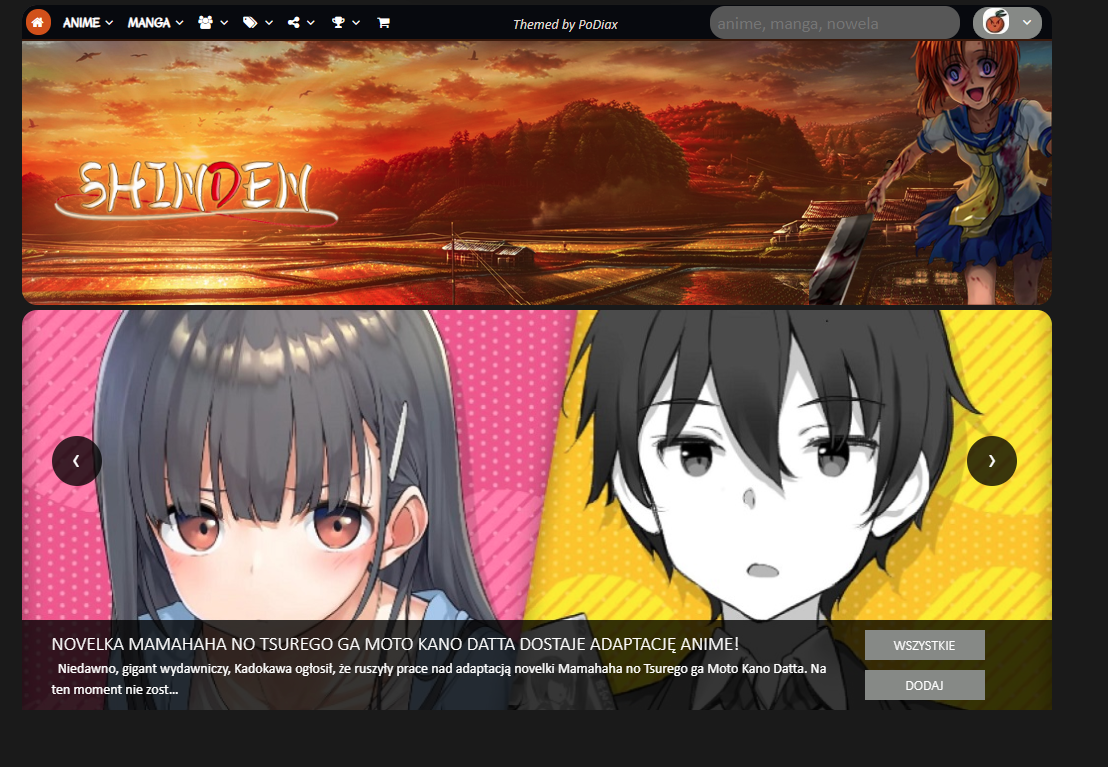 ANIME
MANGA
Themed by PoDiax
anime, manga, nowela
SHINDEN
NOVELKA MAMAHAHA NO TSUREGO GA MOTO KANO DATTA DOSTAJE ADAPTACJĘ ANIME!
Niedawno, gigant wydawniczy, Kadokawa ogłosił, że ruszyły prace nad adaptacją novelki Mamahaha no Tsurego ga Moto Kano Datta. Na
ten moment nie zost...
WSZYSTKIE
DODAJ